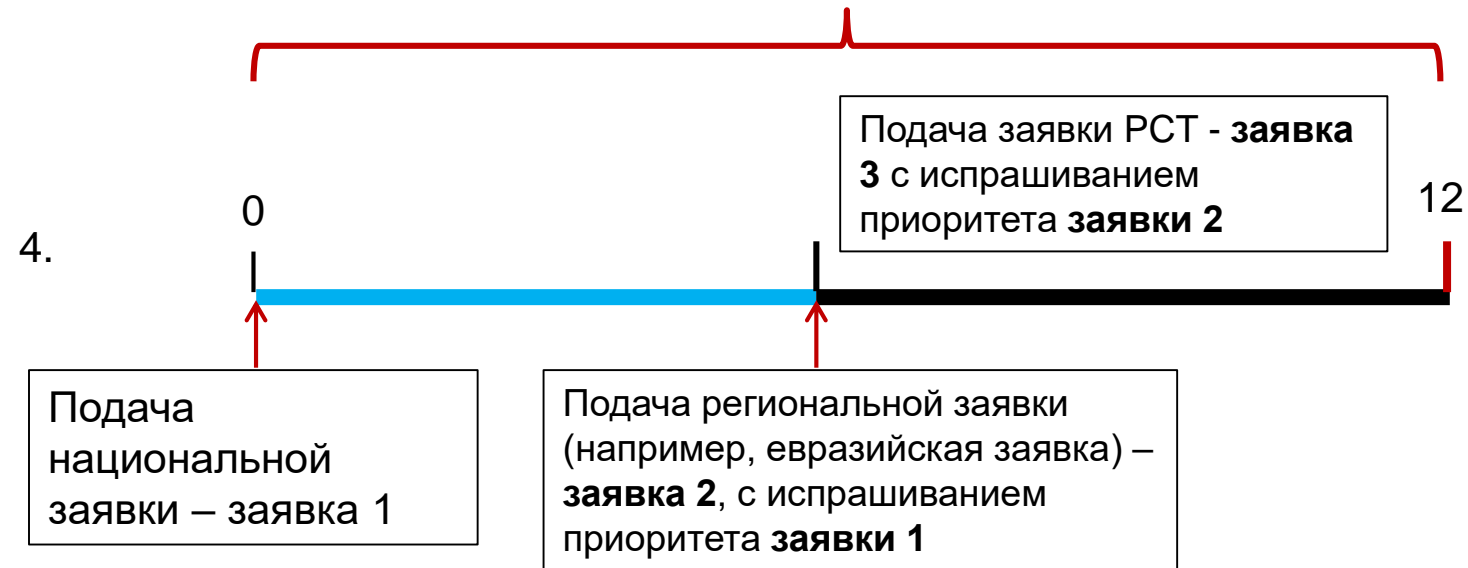 Подача заявки РСТ - заявка
3 с испрашиванием
приоритета заявки 2
0
12
4.
Подача
национальной
заявки – заявка 1
Подача региональной заявки
(например, евразийская заявка) –
заявка 2, с испрашиванием
приоритета заявки 1